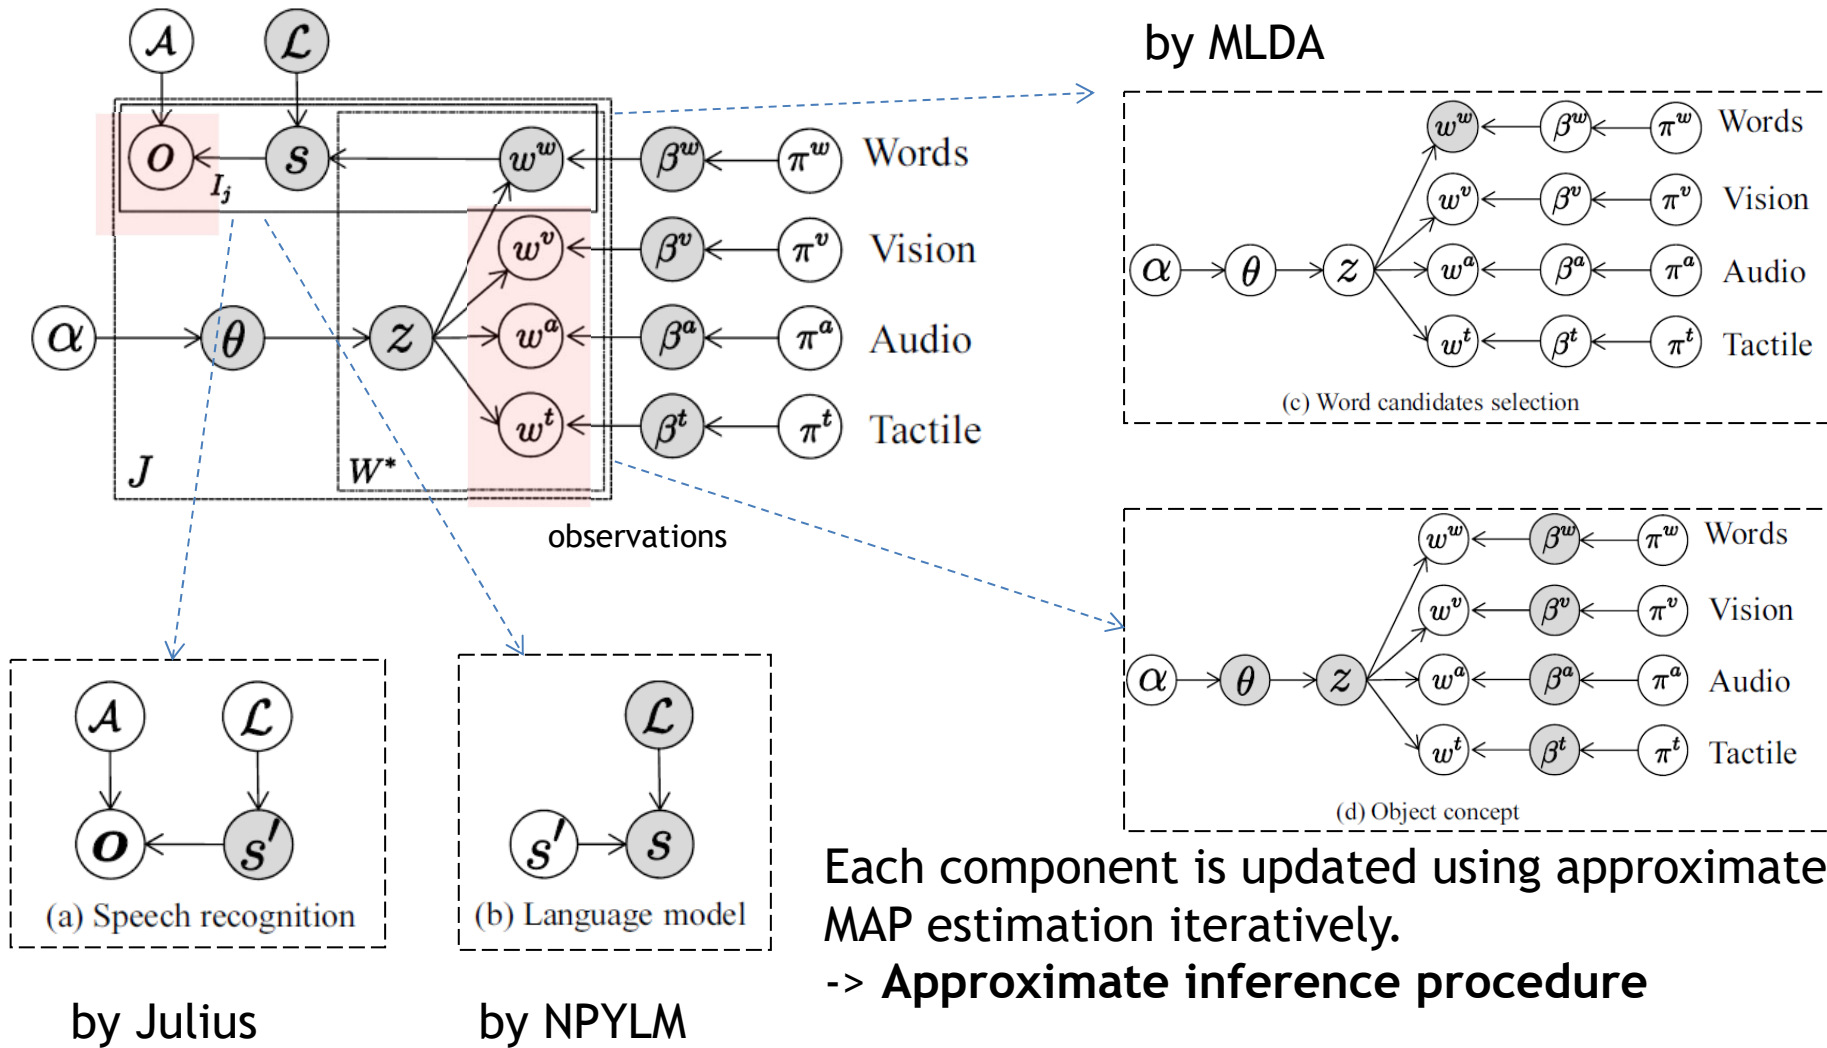 𝒜
ℒ
by MLDA
o
s
w^w
β^w
π^w
Words
I_j
w^v
β^v
π^v
Vision
α
θ
z
w^a
β^a
π^a
Audio
w^t
β^t
π^t
Tactile
J
W*
observations
w^w
β^w
π^w
Words
w^v
β^v
π^v
Vision
α
θ
z
w^a
β^a
π^a
Audio
w^t
β^t
π^t
Tactile
(c) Word candidates selection
w^w
β^w
π^w
Words
w^v
β^v
π^v
Vision
α
θ
z
w^a
β^a
π^a
Audio
w^t
β^t
π^t
Tactile
(d) Object concept
𝒜
ℒ
o
s′
(a) Speech recognition
by Julius
ℒ
s′
s
(b) Language model
by NPYLM
Each component is updated using approximate
MAP estimation iteratively.
-> Approximate inference procedure